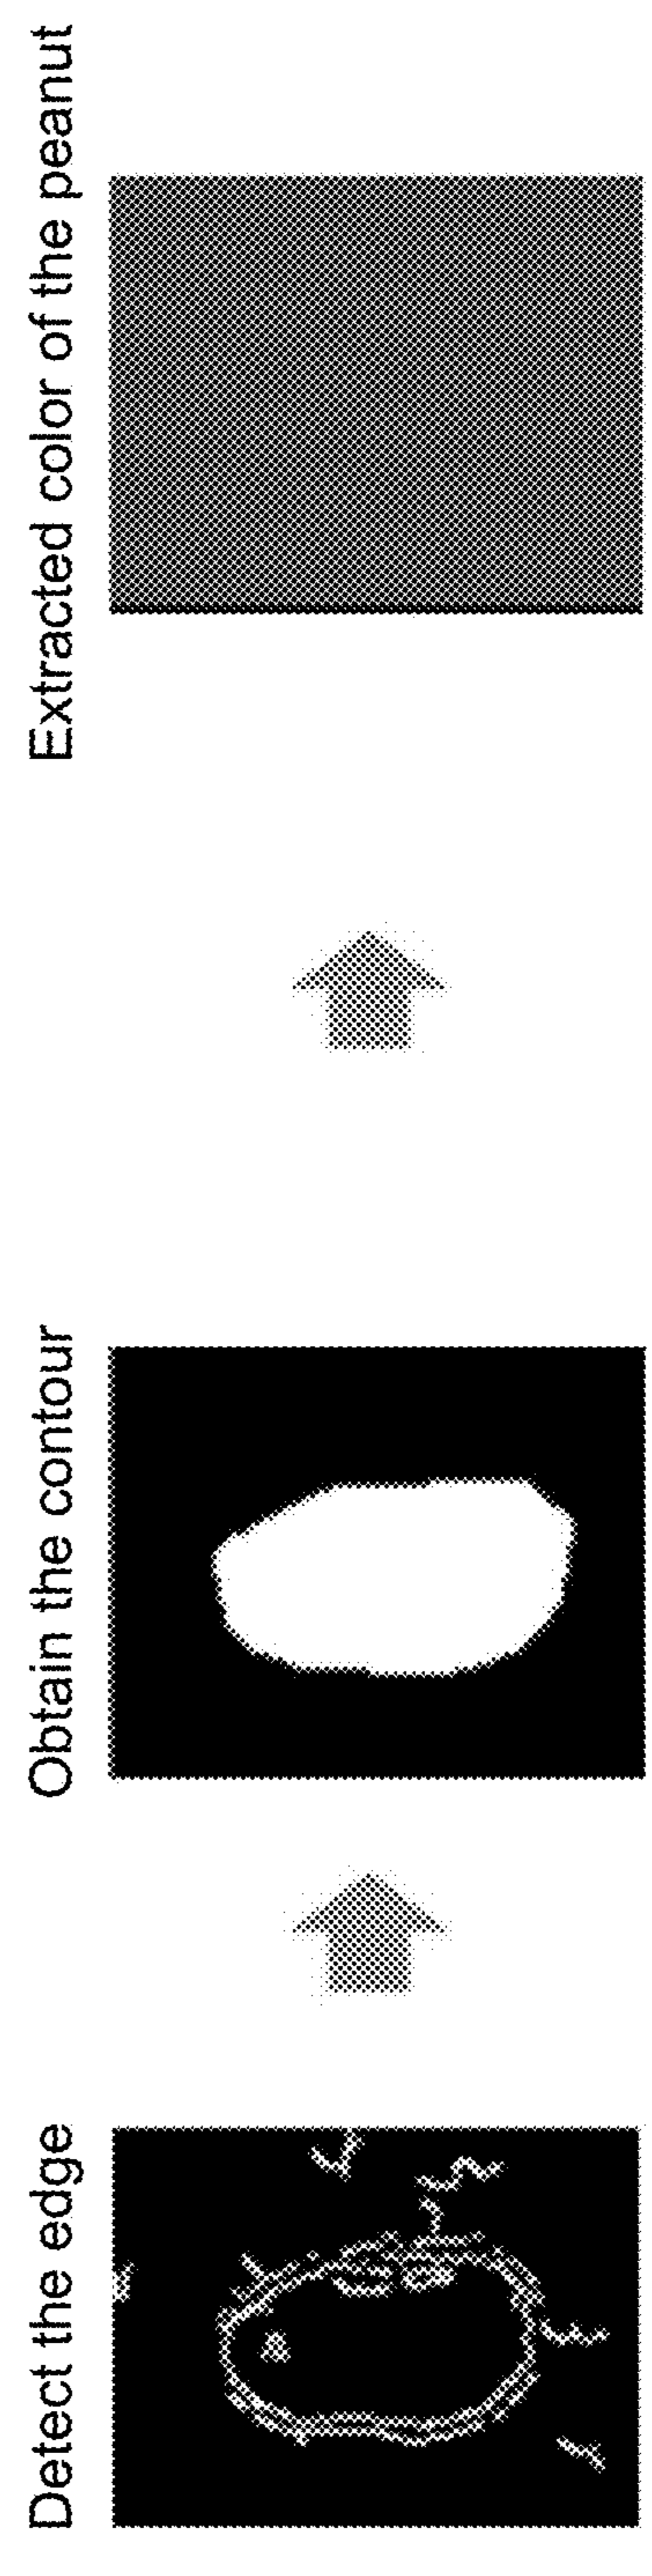 Detect the edge
Obtain the contour
Extracted color of the peanut